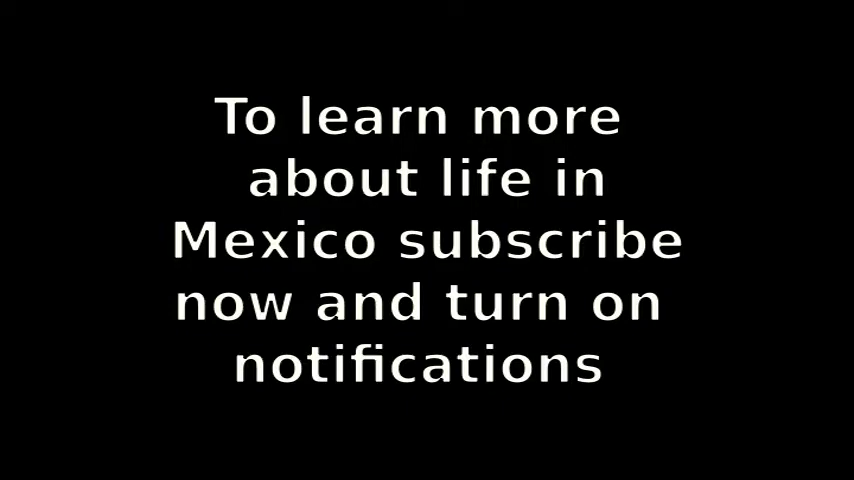 To learn more
about life in
Mexico subscribe
now and turn on
notifications